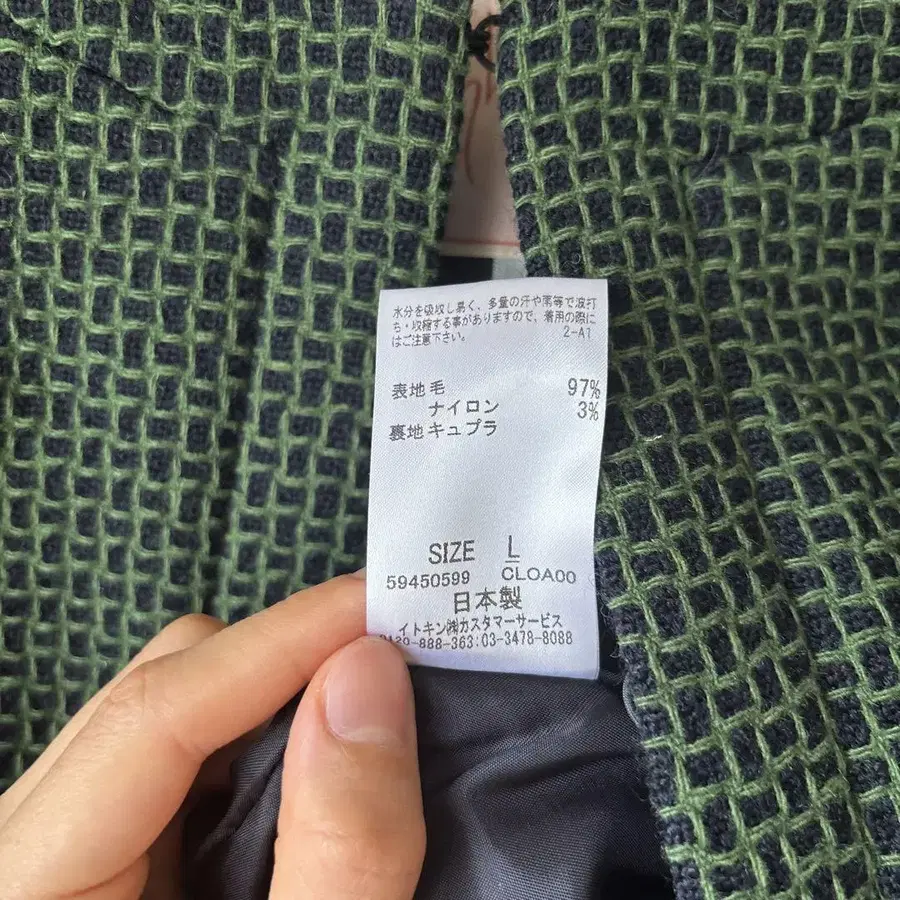 水分を吸収し易く、多量の汗や雨等で波打
ち・収縮する事がありますので、着用の際に
はご注意下さい。 2-A1
表地 毛 97%
ナイロン 3%
裏地 キュプラ
SIZE L
59450599 CLOA00
日本製
イトキン㈱カスタマーサービス
0120-888-363:03-3478-8088